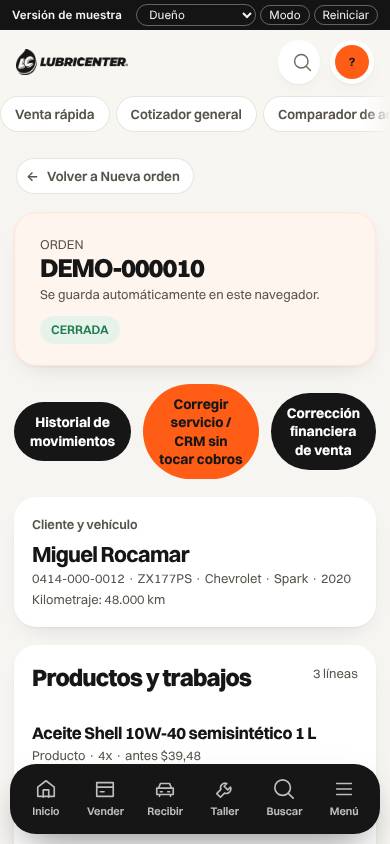 Versión de muestra Dueño Modo Reiniciar
LUBRICENTER. ?
Venta rápida Cotizador general Comparador de
← Volver a Nueva orden
ORDEN
DEMO-000010
Se guarda automáticamente en este navegador.
CERRADA
Historial de
movimientos
Corregir
servicio /
CRM sin
tocar cobros
Corrección
financiera
de venta
Cliente y vehículo
Miguel Rocamar
0414-000-0012 · ZX177PS · Chevrolet · Spark · 2020
Kilometraje: 48.000 km
Productos y trabajos 3 líneas
Aceite Shell 10W-40 semisintético 1 L
Producto · 4x · antes $39,48
Inicio Vender Recibir Taller Buscar Menú